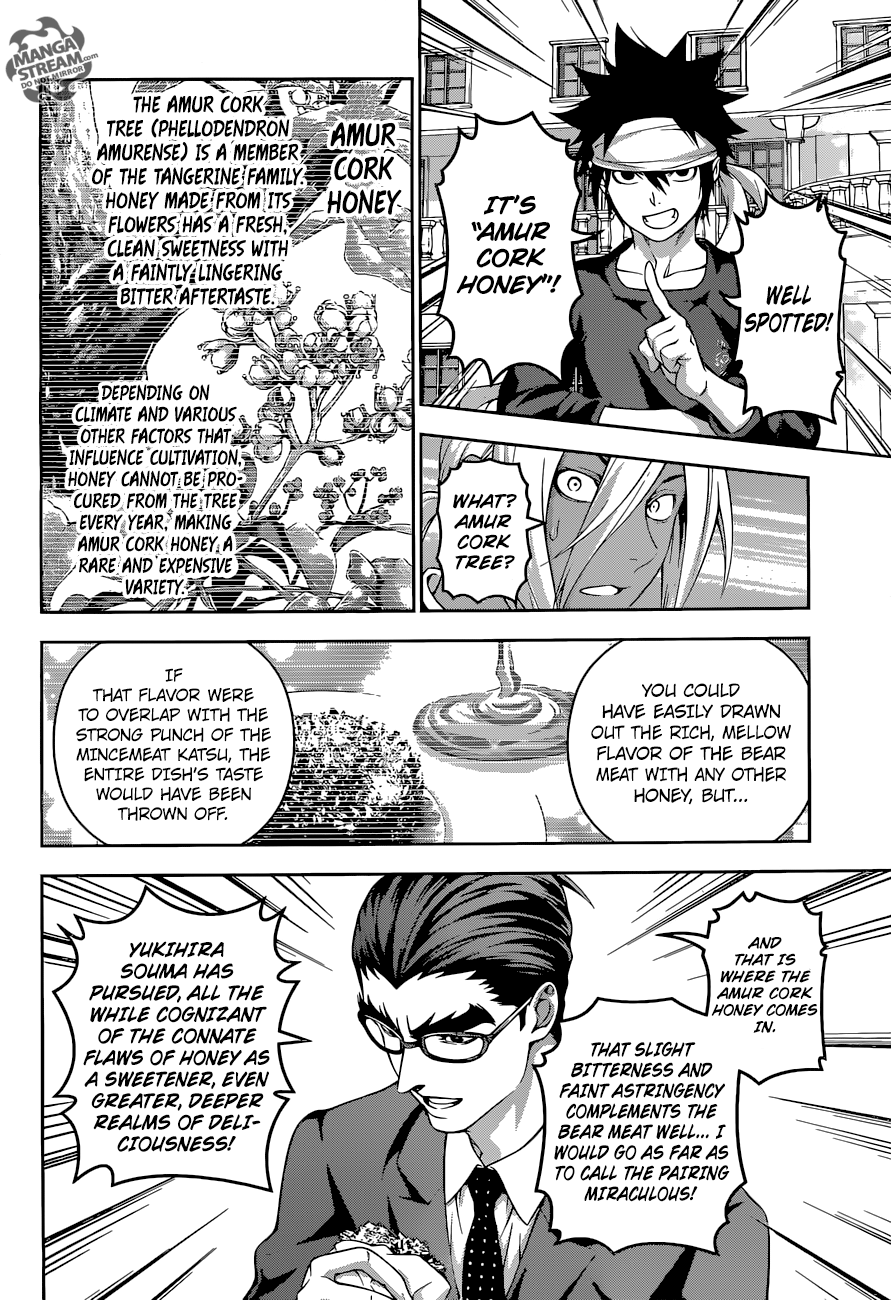 MANGA
STREAM.com
DO NOT MIRROR
WELL
SPOTTED!
IT'S
"AMUR
CORK
HONEY"!
AMUR
CORK
HONEY
THE AMUR CORK
TREE (PHELLODENDRON
AMURENSE) IS A MEMBER
OF THE TANGERINE FAMILY.
HONEY MADE FROM ITS
FLOWERS HAS A FRESH,
CLEAN SWEETNESS WITH
A FAINTLY LINGERING
BITTER AFTERTASTE.
DEPENDING ON
CLIMATE AND VARIOUS
OTHER FACTORS THAT
INFLUENCE CULTIVATION,
HONEY CANNOT BE PRO-
CURED FROM THE TREE
EVERY YEAR, MAKING
AMUR CORK HONEY A
RARE AND EXPENSIVE
VARIETY.
WHAT?
AMUR
CORK
TREE?
YOU COULD
HAVE EASILY DRAWN
OUT THE RICH, MELLOW
FLAVOR OF THE BEAR
MEAT WITH ANY OTHER
HONEY, BUT...
IF
THAT FLAVOR WERE
TO OVERLAP WITH THE
STRONG PUNCH OF THE
MINCEMEAT KATSU, THE
ENTIRE DISH'S TASTE
WOULD HAVE BEEN
THROWN OFF.
AND
THAT IS
WHERE THE
AMUR CORK
HONEY COMES
IN.
THAT SLIGHT
BITTERNESS AND
FAINT ASTRINGENCY
COMPLEMENTS THE
BEAR MEAT WELL... I
WOULD GO AS FAR AS
TO CALL THE PAIRING
MIRACULOUS!
YUKIHIRA
SOUMA HAS
PURSUED, ALL THE
WHILE COGNIZANT
OF THE CONNATE
FLAWS OF HONEY AS
A SWEETENER, EVEN
GREATER, DEEPER
REALMS OF DELI-
CIOUSNESS!